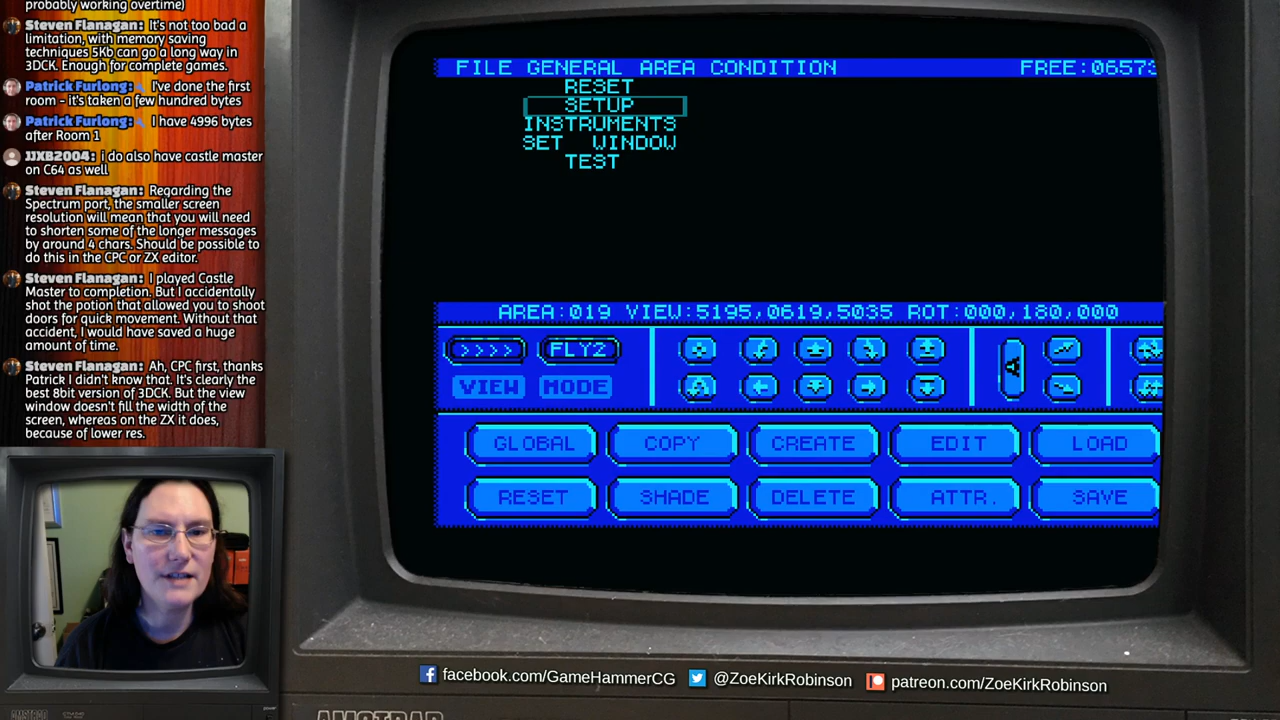 probably working overtime)
Steven Flanagan: It's not too bad a
limitation, with memory saving
techniques 5Kb can go a long way in
3DCK. Enough for complete games.
Patrick Furlong: I've done the first
room - it's taken a few hundred bytes
Patrick Furlong: I have 4996 bytes
after Room 1
JJXB2004: i do also have castle master
on C64 as well
Steven Flanagan: Regarding the
Spectrum port, the smaller screen
resolution will mean that you will need
to shorten some of the longer messages
by around 4 chars. Should be possible to
do this in the CPC or ZX editor.
Steven Flanagan: I played Castle
Master to completion. But I accidentally
shot the potion that allowed you to shoot
doors for quick movement. Without that
accident, I would have saved a huge
amount of time.
Steven Flanagan: Ah, CPC first, thanks
Patrick I didn't know that. It's clearly the
best 8bit version of 3DCK. But the view
window doesn't fill the width of the
screen, whereas on the ZX it does,
because of lower res.
FILE GENERAL AREA CONDITION FREE:06573
RESET
SETUP
INSTRUMENTS
SET WINDOW
TEST
AREA:019 VIEW:5195,0619,5035 ROT:000,180,000
>>>> FLY2
VIEW MODE
GLOBAL COPY CREATE EDIT LOAD
RESET SHADE DELETE ATTR. SAVE
facebook.com/GameHammerCG @ZoeKirkRobinson patreon.com/ZoeKirkRobinson
AMSTRAD